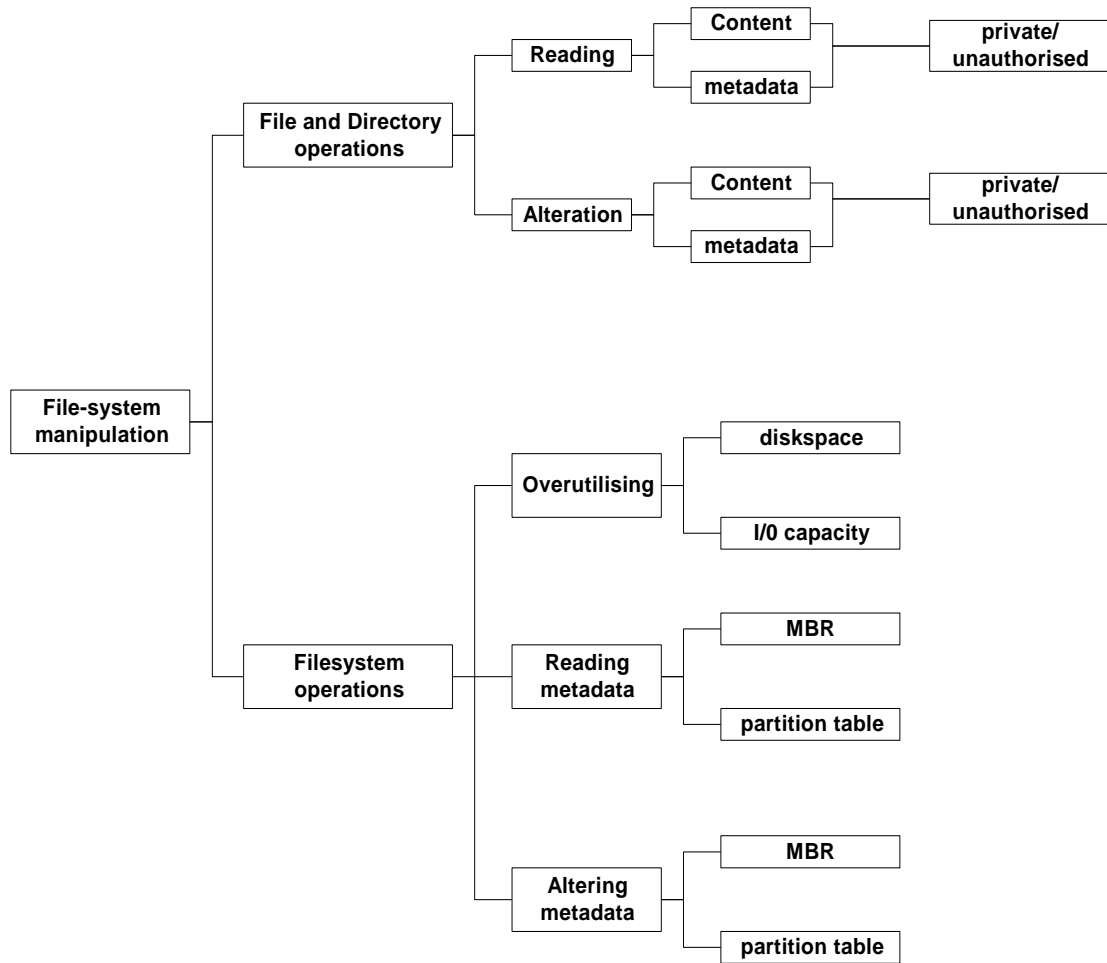 Content
private/
unauthorised
Reading
metadata
File and Directory
operations
Content
private/
unauthorised
Alteration
metadata
File-system
manipulation
diskspace
Overutilising
I/0 capacity
MBR
Filesystem
operations
Reading
metadata
partition table
MBR
Altering
metadata
partition table